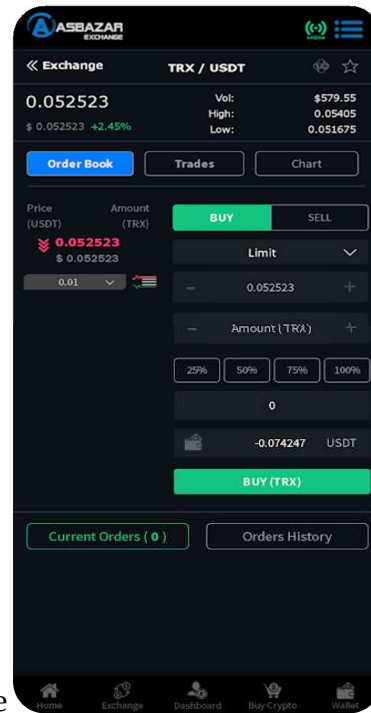 ASBAZAR
EXCHANGE
online
« Exchange TRX / USDT
0.052523 Vol: $579.55
High: 0.05405
$ 0.052523 +2.45% Low: 0.051675
Order Book Trades Chart
Price Amount
(USDT) (TRX)
BUY SELL
0.052523
$ 0.052523
Limit
0.01
− 0.052523 +
− Amount (TRX) +
25% 50% 75% 100%
0
-0.074247 USDT
BUY (TRX)
Current Orders ( 0 ) Orders History
Home Exchange Dashboard Buy Crypto Wallet
e